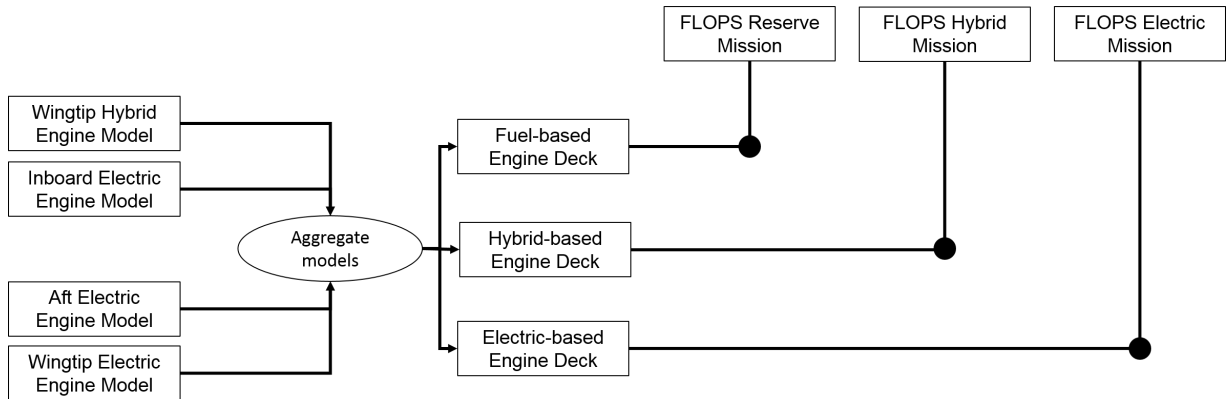 FLOPS Reserve
Mission
FLOPS Hybrid
Mission
FLOPS Electric
Mission
Wingtip Hybrid
Engine Model
Inboard Electric
Engine Model
Aft Electric
Engine Model
Wingtip Electric
Engine Model
Aggregate
models
Fuel-based
Engine Deck
Hybrid-based
Engine Deck
Electric-based
Engine Deck